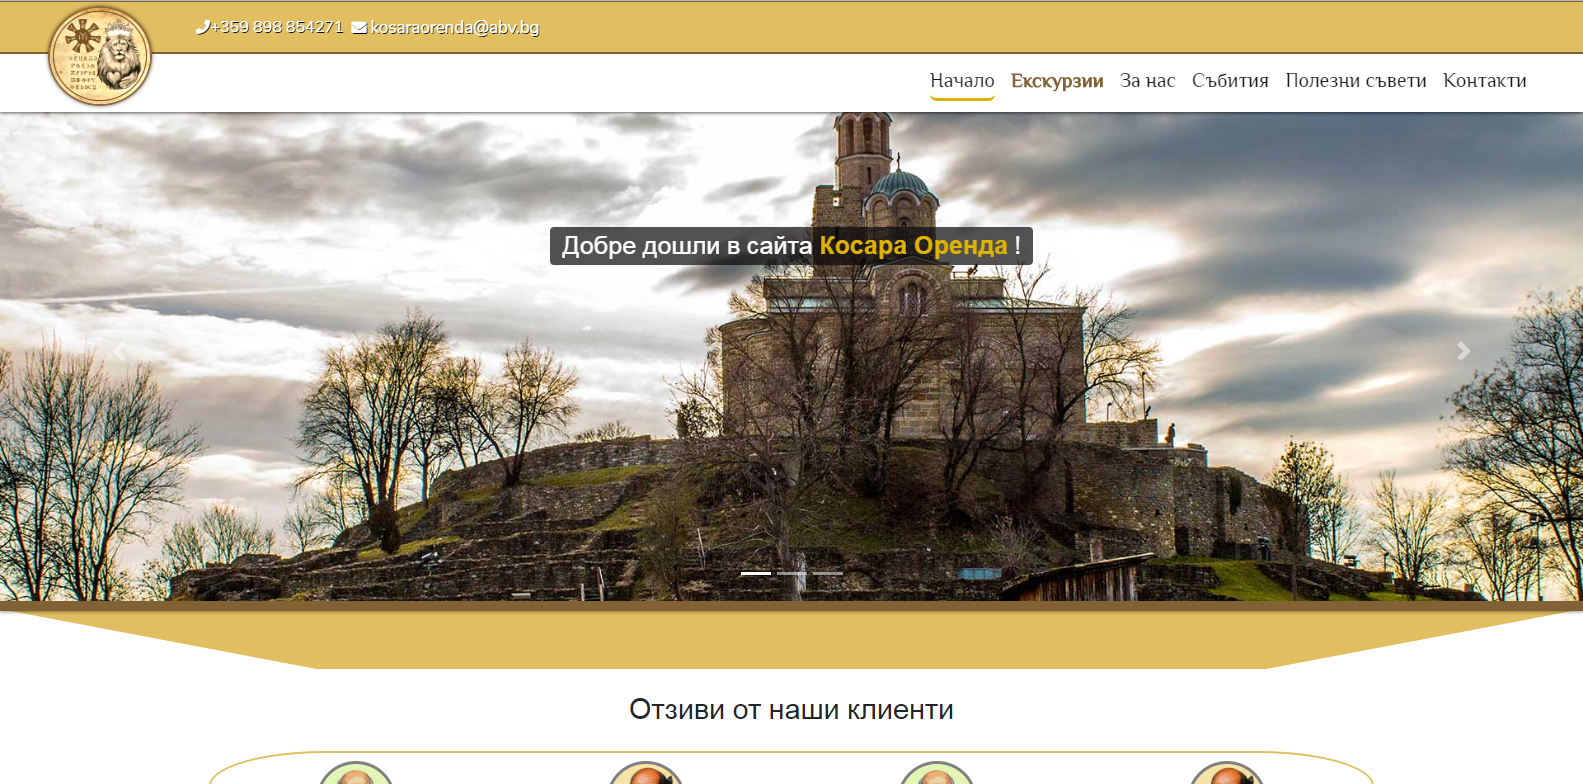 +359 898 854271 kosaraorenda@abv.bg
Начало Екскурзии За нас Събития Полезни съвети Контакти
Добре дошли в сайта Косара Оренда !
Отзиви от наши клиенти